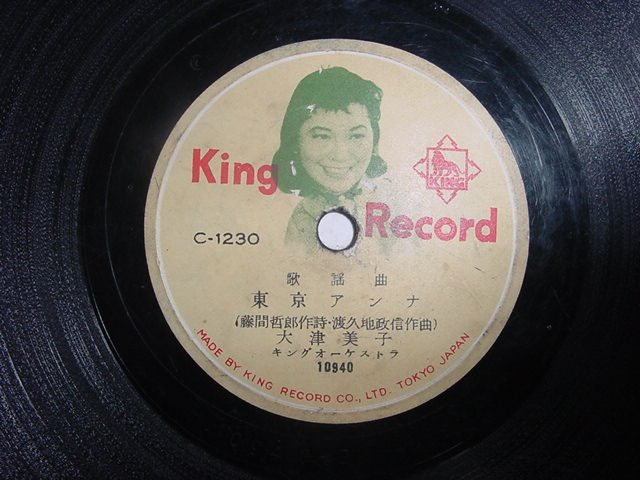 King
Record
KING
C-1230
歌謡曲
東京アンナ
(藤間哲郎作詩・渡久地政信作曲)
大津美子
キングオーケストラ
10940
MADE BY KING RECORD CO., LTD. TOKYO JAPAN